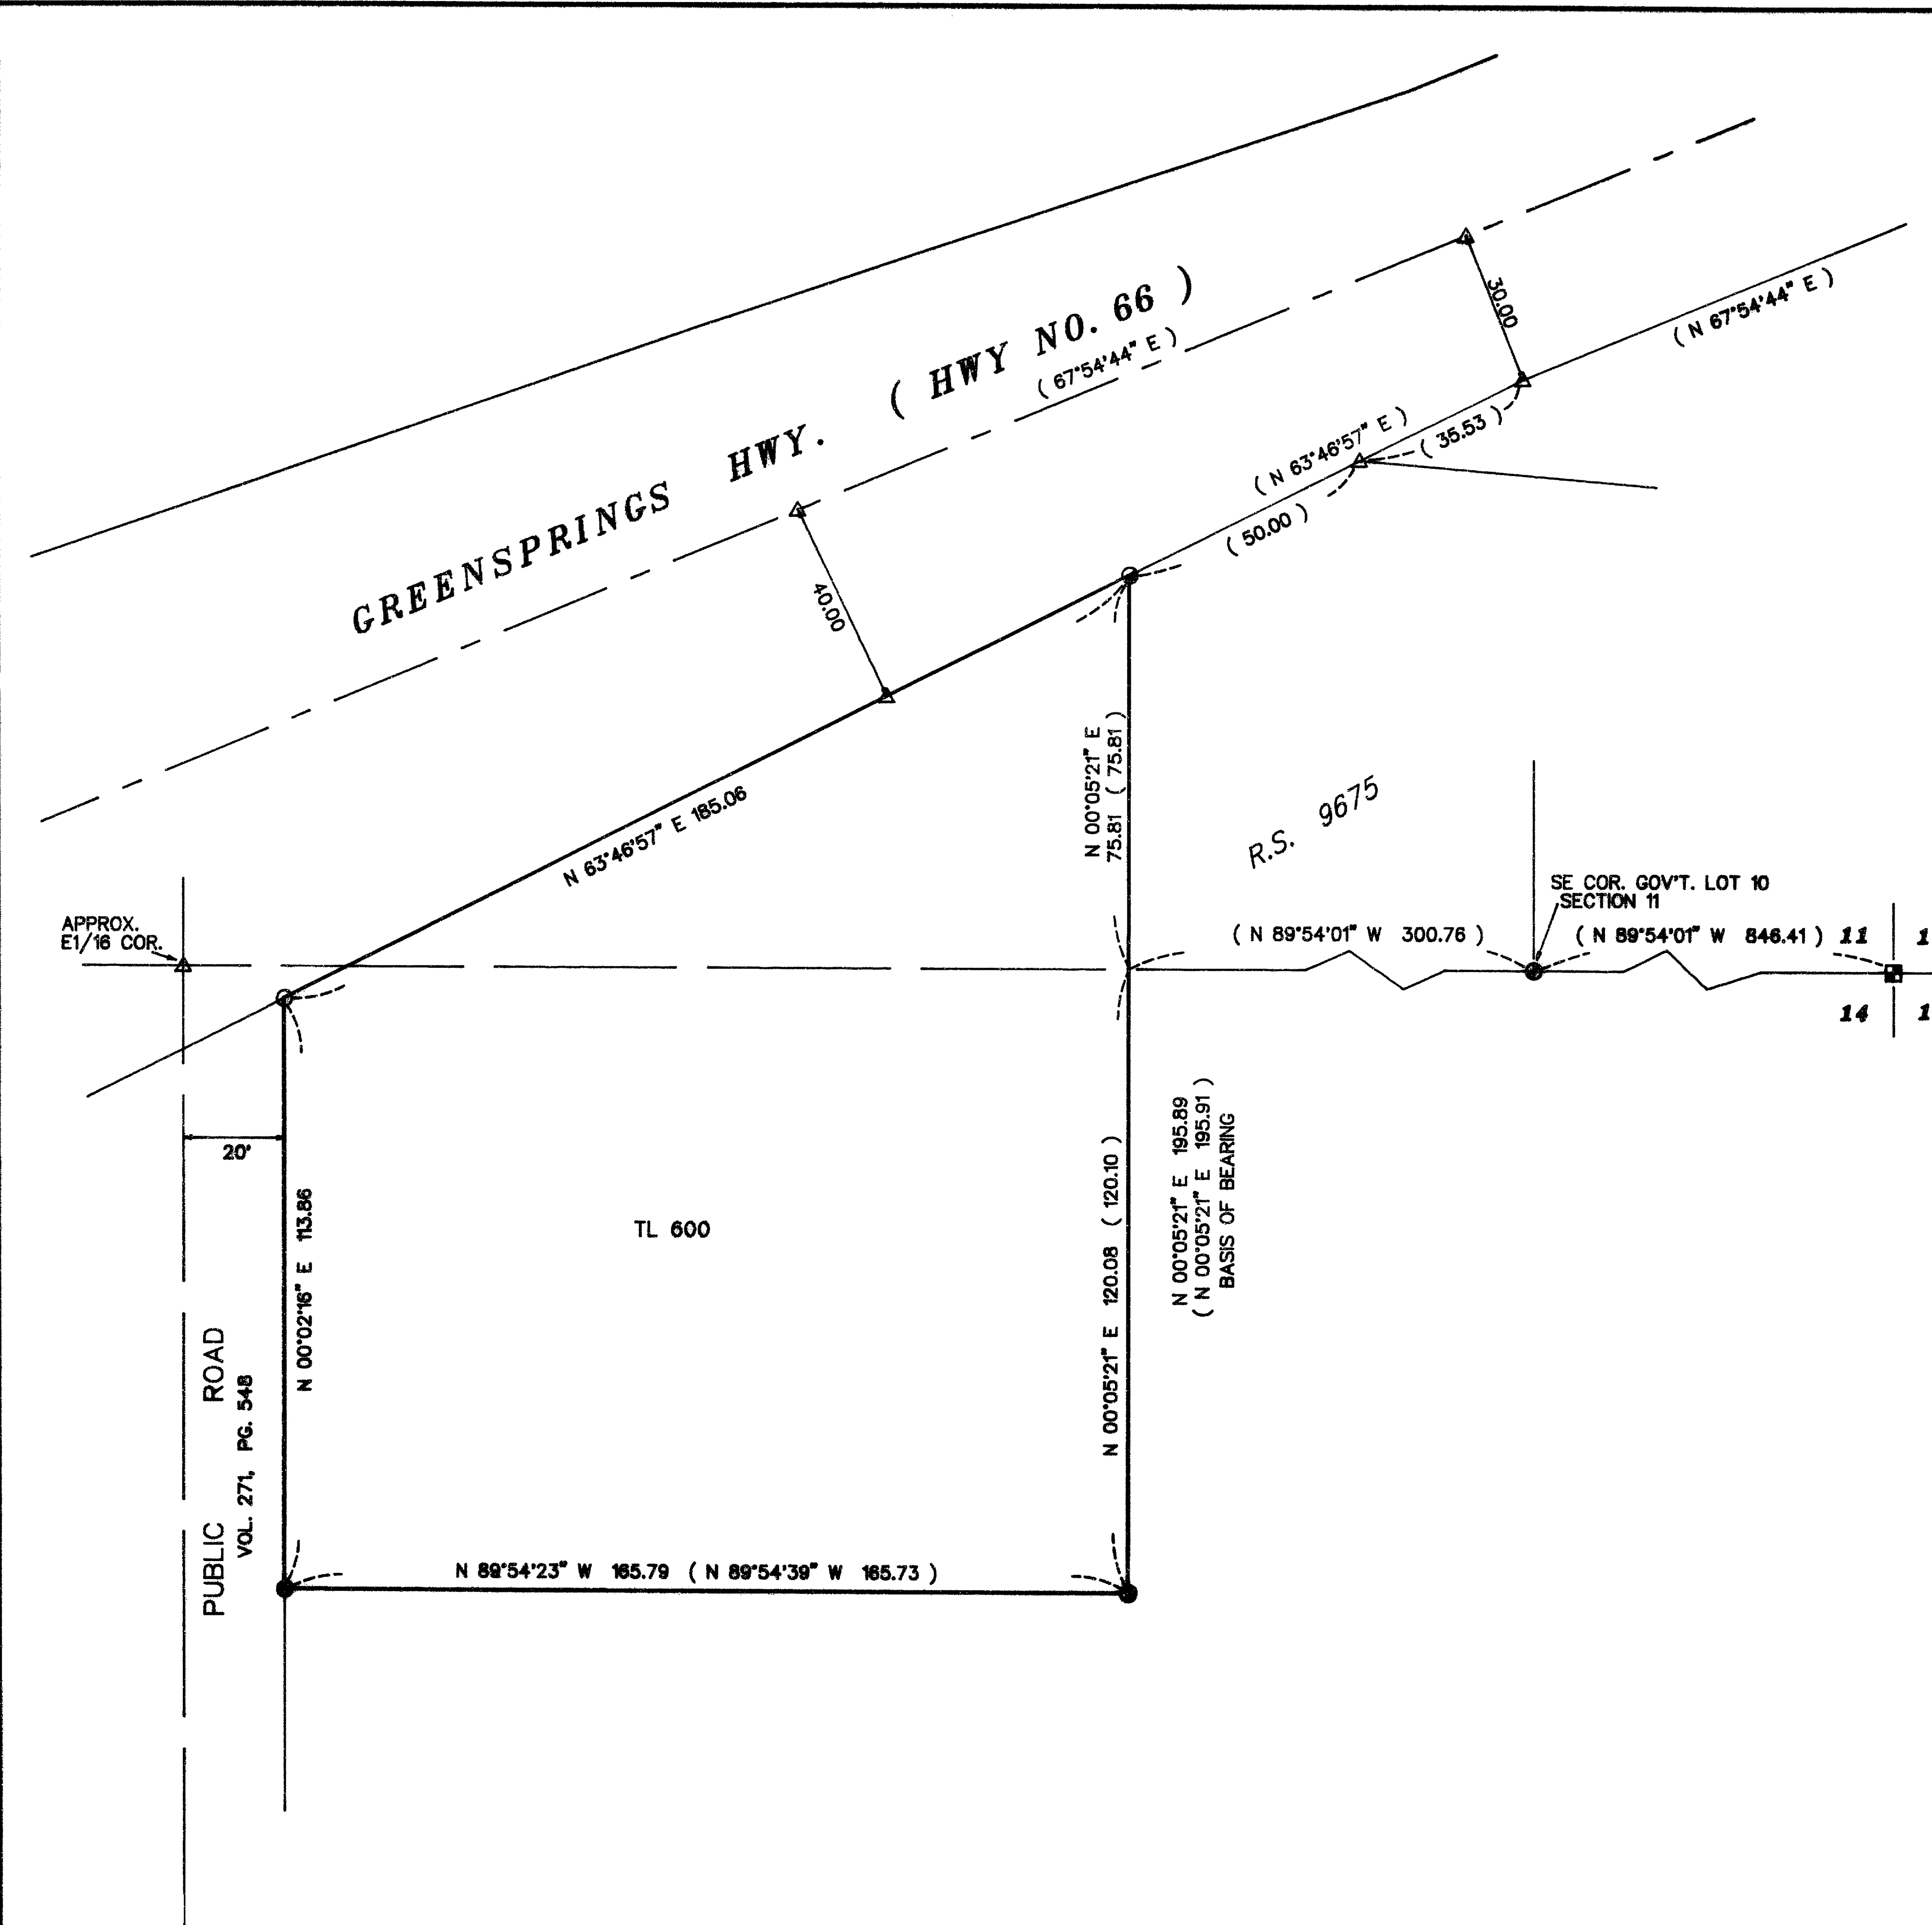 GREENSPRINGS HWY. ( HWY NO. 66 )
( 67°54'44" E )
30.00
( N 67°54'44" E )
( N 63°46'57" E )
( 35.53 )
( 50.00 )
40.00
N 63°46'57" E 185.06
N 00°05'21" E
75.81 ( 75.81 )
R.S. 9675
SE COR. GOV'T. LOT 10
SECTION 11
APPROX.
E1/16 COR.
( N 89°54'01" W 300.76 )
( N 89°54'01" W 846.41 )
11
1
14
1
20'
N 00°02'16" E 113.86
TL 600
N 00°05'21" E 120.08 ( 120.10 )
N 00°05'21" E 195.89
( N 00°05'21" E 195.91 )
BASIS OF BEARING
PUBLIC ROAD
VOL. 271, PG. 548
N 89°54'23" W 165.79 ( N 89°54'39" W 165.73 )